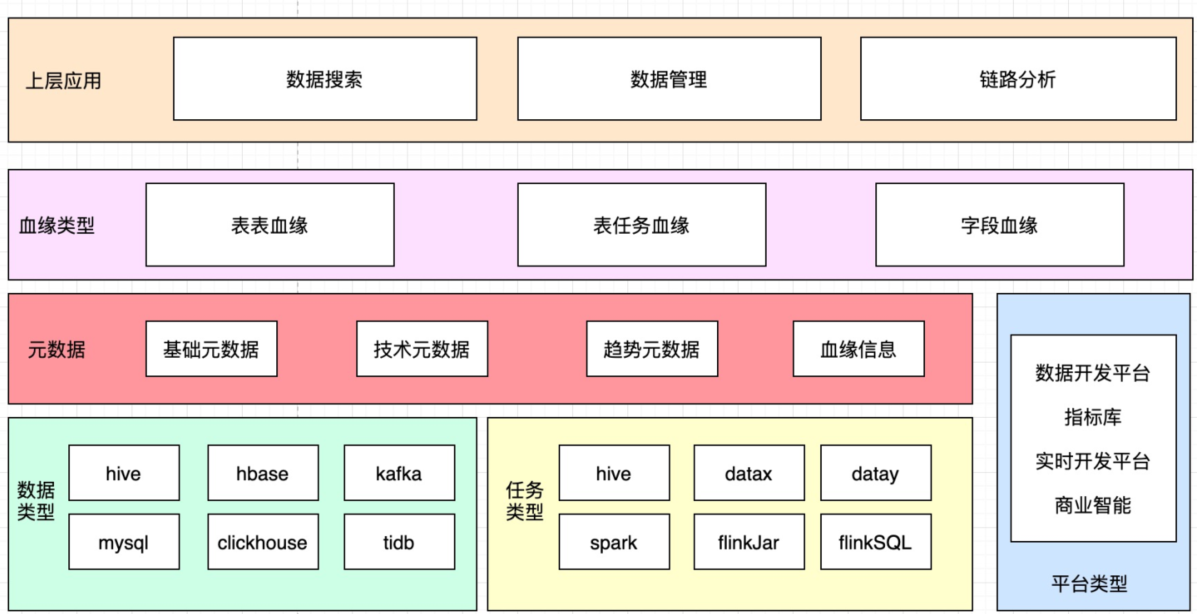 上层应用
数据搜索
数据管理
链路分析
血缘类型
表表血缘
表任务血缘
字段血缘
元数据
基础元数据
技术元数据
趋势元数据
血缘信息
数据
类型
hive
hbase
kafka
mysql
clickhouse
tidb
任务
类型
hive
datax
datay
spark
flinkJar
flinkSQL
数据开发平台
指标库
实时开发平台
商业智能
平台类型